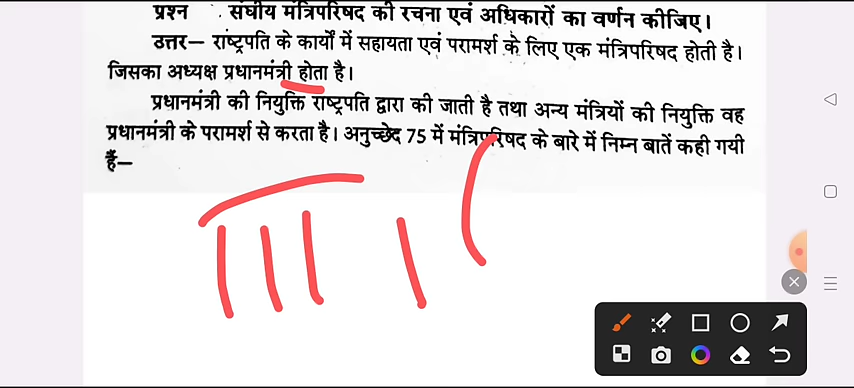 प्रश्न . संघीय मंत्रिपरिषद की रचना एवं अधिकारों का वर्णन कीजिए।
उत्तर— राष्ट्रपति के कार्यों में सहायता एवं परामर्श के लिए एक मंत्रिपरिषद होती है।
जिसका अध्यक्ष प्रधानमंत्री होता है।
प्रधानमंत्री की नियुक्ति राष्ट्रपति द्वारा की जाती है तथा अन्य मंत्रियों की नियुक्ति वह
प्रधानमंत्री के परामर्श से करता है। अनुच्छेद 75 में मंत्रिपरिषद के बारे में निम्न बातें कही गयी
हैं—